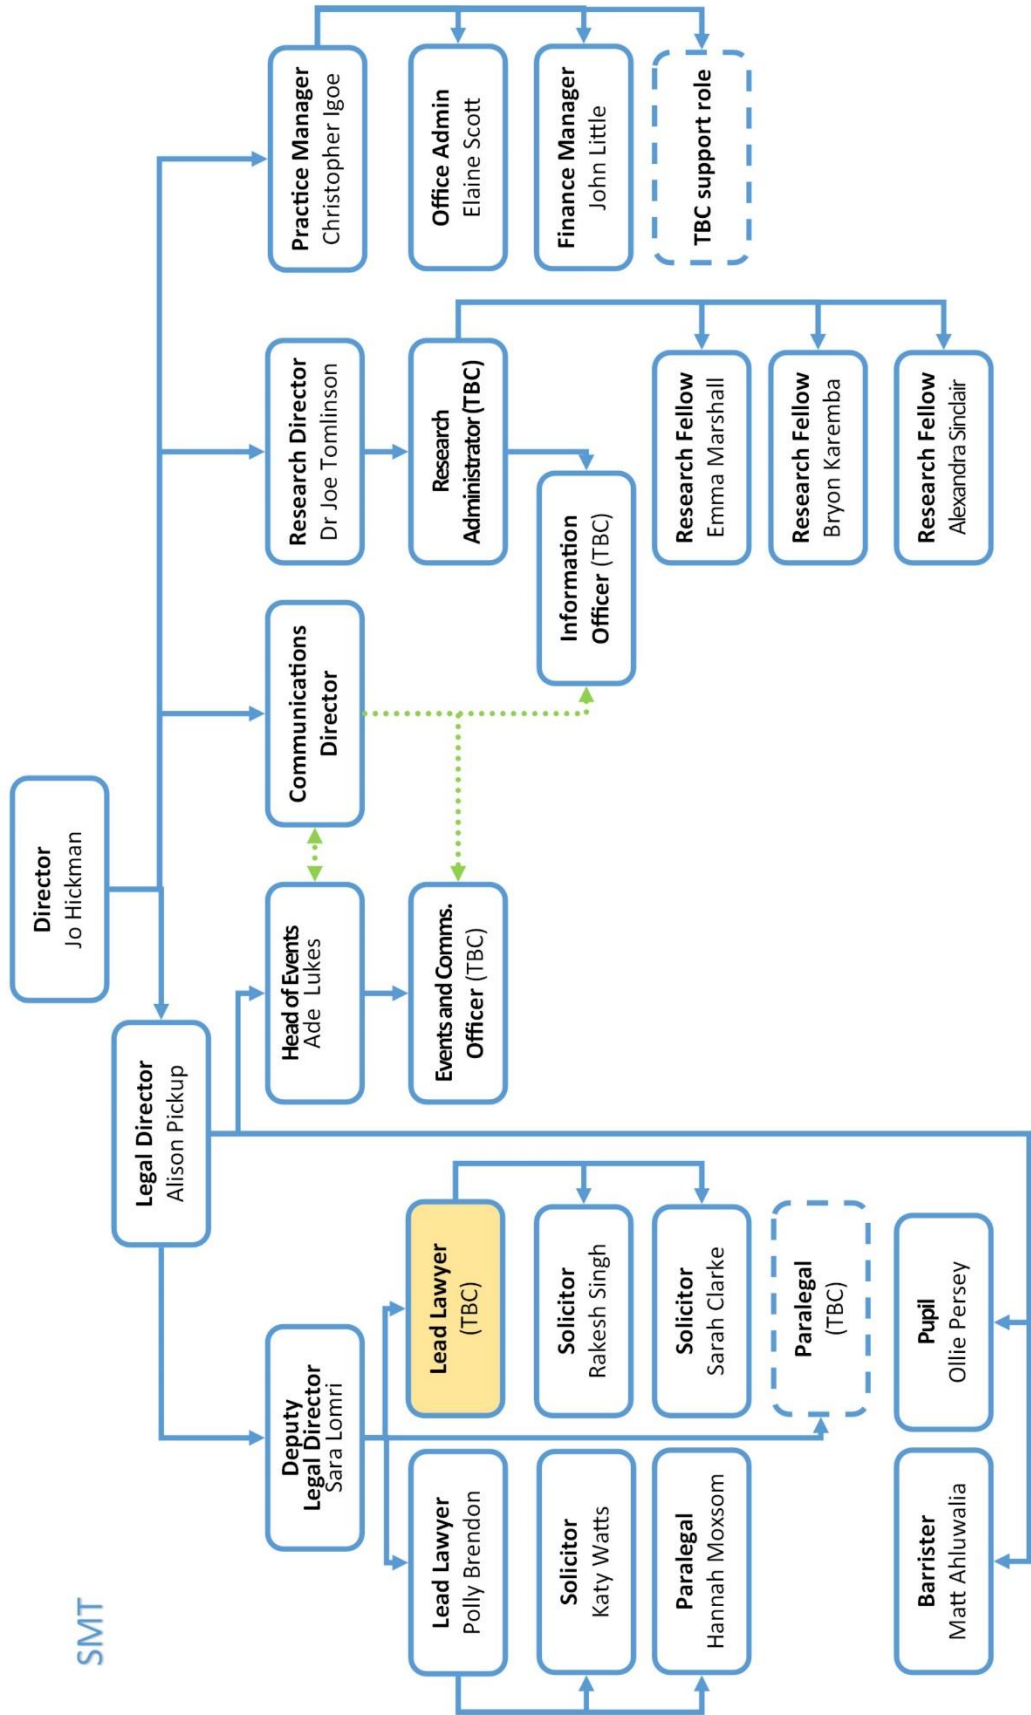 SMT
Director
Jo Hickman
Legal Director
Alison Pickup
Deputy
Legal Director
Sara Lomri
Head of Events
Ade Lukes
Communications
Director
Research Director
Dr Joe Tomlinson
Practice Manager
Christopher Igoe
Lead Lawyer
Polly Brendon
Lead Lawyer
(TBC)
Events and Comms.
Officer (TBC)
Research
Administrator (TBC)
Office Admin
Elaine Scott
Solicitor
Katy Watts
Solicitor
Rakesh Singh
Information
Officer (TBC)
Finance Manager
John Little
Paralegal
Hannah Moxsom
Solicitor
Sarah Clarke
Research Fellow
Emma Marshall
TBC support role
Paralegal
(TBC)
Research Fellow
Bryon Karemba
Barrister
Matt Ahluwalia
Pupil
Ollie Persey
Research Fellow
Alexandra Sinclair